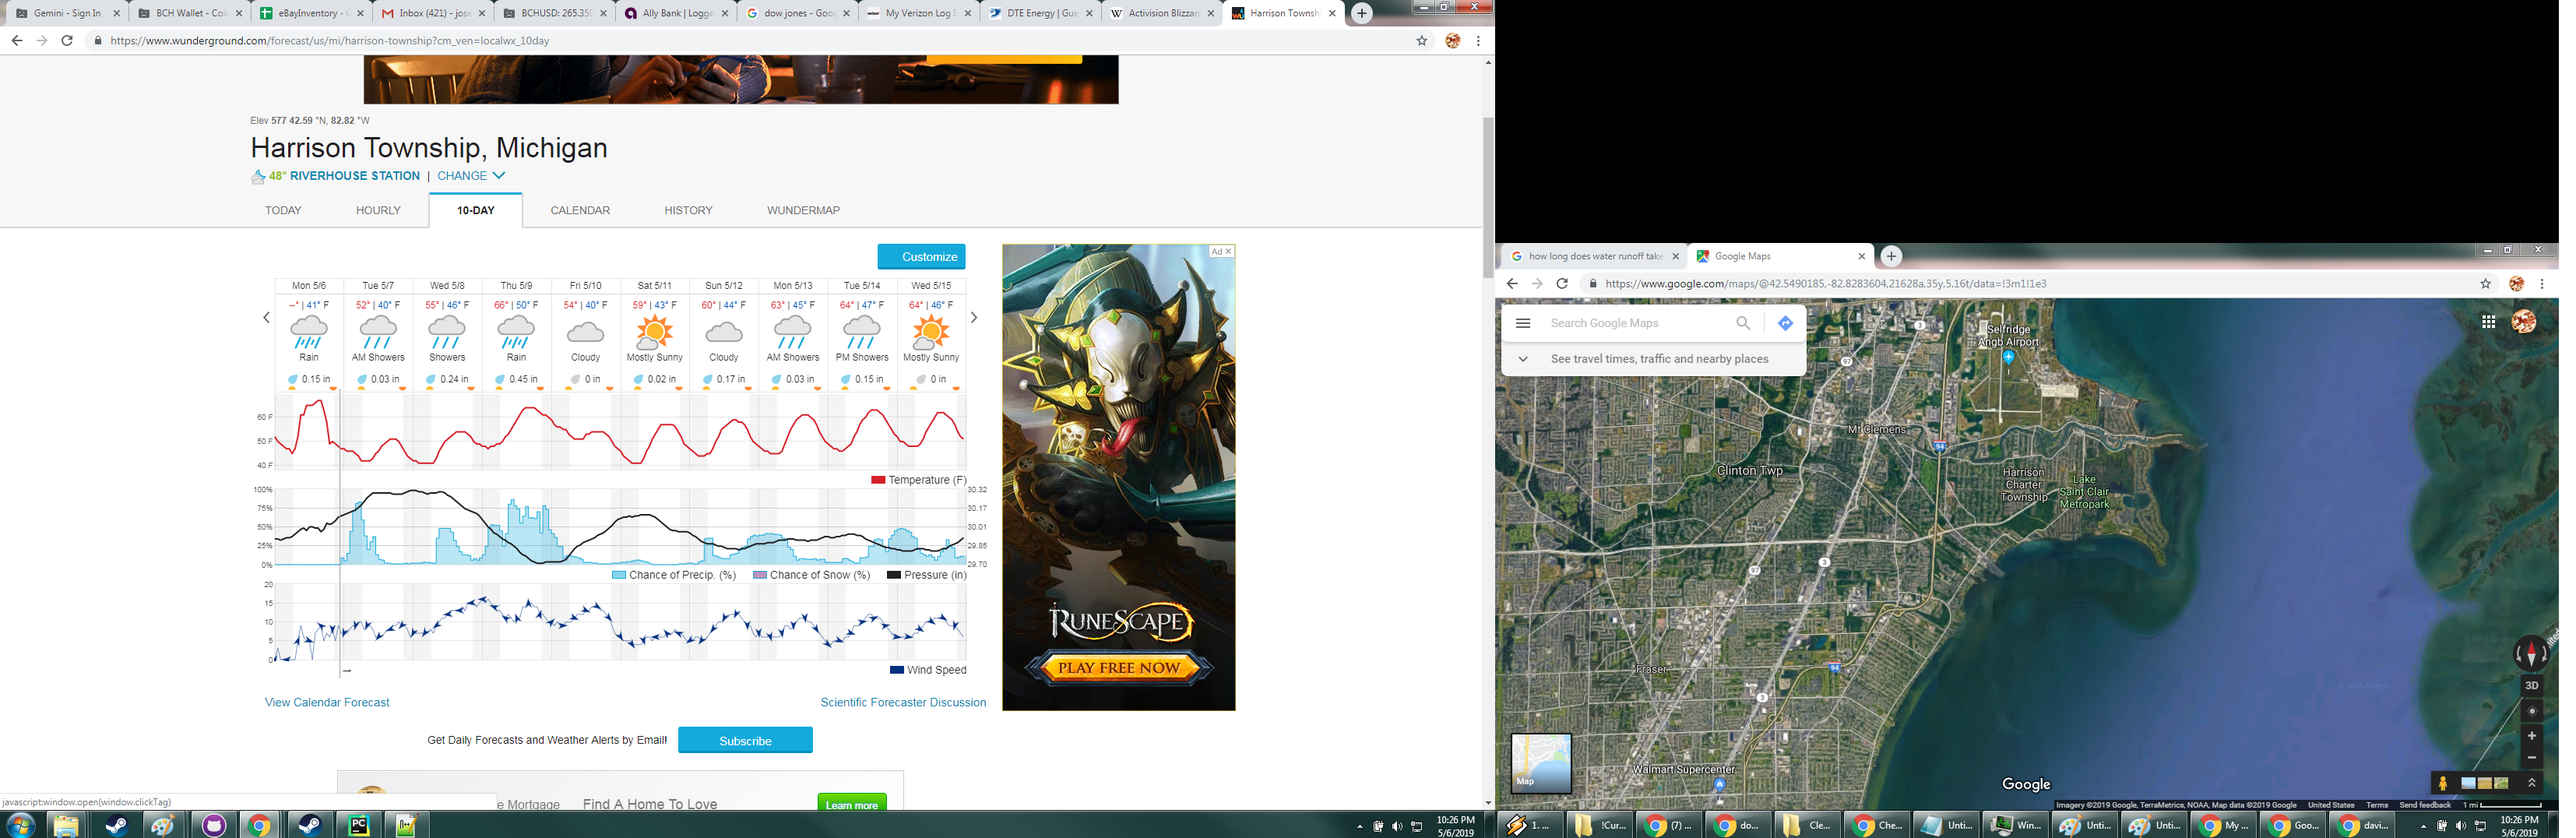 Gemini - Sign In
BCH Wallet - Coi
eBayInventory - G
Inbox (421) - jose
BCHUSD: 265.35
Ally Bank | Logge
dow jones - Goo
My Verizon Log I
DTE Energy | Gue
Activision Blizzar
Harrison Townsh
https://www.wunderground.com/forecast/us/mi/harrison-township?cm_ven=localwx_10day
Elev 577 42.59 °N, 82.82 °W
Harrison Township, Michigan
48° RIVERHOUSE STATION | CHANGE
TODAY HOURLY 10-DAY CALENDAR HISTORY WUNDERMAP
Customize
Mon 5/6 Tue 5/7 Wed 5/8 Thu 5/9 Fri 5/10 Sat 5/11 Sun 5/12 Mon 5/13 Tue 5/14 Wed 5/15
--° | 41° F 52° | 40° F 55° | 46° F 66° | 50° F 54° | 40° F 59° | 43° F 60° | 44° F 63° | 45° F 64° | 47° F 64° | 46° F
Rain AM Showers Showers Rain Cloudy Mostly Sunny Cloudy AM Showers PM Showers Mostly Sunny
0.15 in 0.03 in 0.24 in 0.45 in 0 in 0.02 in 0.17 in 0.03 in 0.15 in 0 in
60 F
50 F
40 F
Temperature (F)
100% 30.32
75% 30.17
50% 30.01
25% 29.85
0% 29.70
Chance of Precip. (%) Chance of Snow (%) Pressure (in)
20
15
10
5
0
Wind Speed
View Calendar Forecast Scientific Forecaster Discussion
Get Daily Forecasts and Weather Alerts by Email! Subscribe
e Mortgage Find A Home To Love Learn more
javascript:window.open(window.clickTag)
Ad
RUNESCAPE
PLAY FREE NOW
10:26 PM
5/6/2019
how long does water runoff take
Google Maps
https://www.google.com/maps/@42.5490185,-82.8283604,21628a,35y,5.16t/data=!3m1!1e3
Search Google Maps
See travel times, traffic and nearby places
3
Selfridge
Angb Airport
97
Mt Clemens
94
Clinton Twp
Harrison
Charter
Township
Lake
Saint Clair
Metropark
3
97
Fraser
94
3
Walmart Supercenter
Map
Google
3D
Imagery ©2019 Google, TerraMetrics, NOAA, Map data ©2019 Google United States Terms Send feedback 1 mi
1. ...
!Cur...
(7) ...
do...
Cle...
Che...
Unti...
Win...
Unti...
Unti...
My ...
Goo...
davi...
10:26 PM
5/6/2019